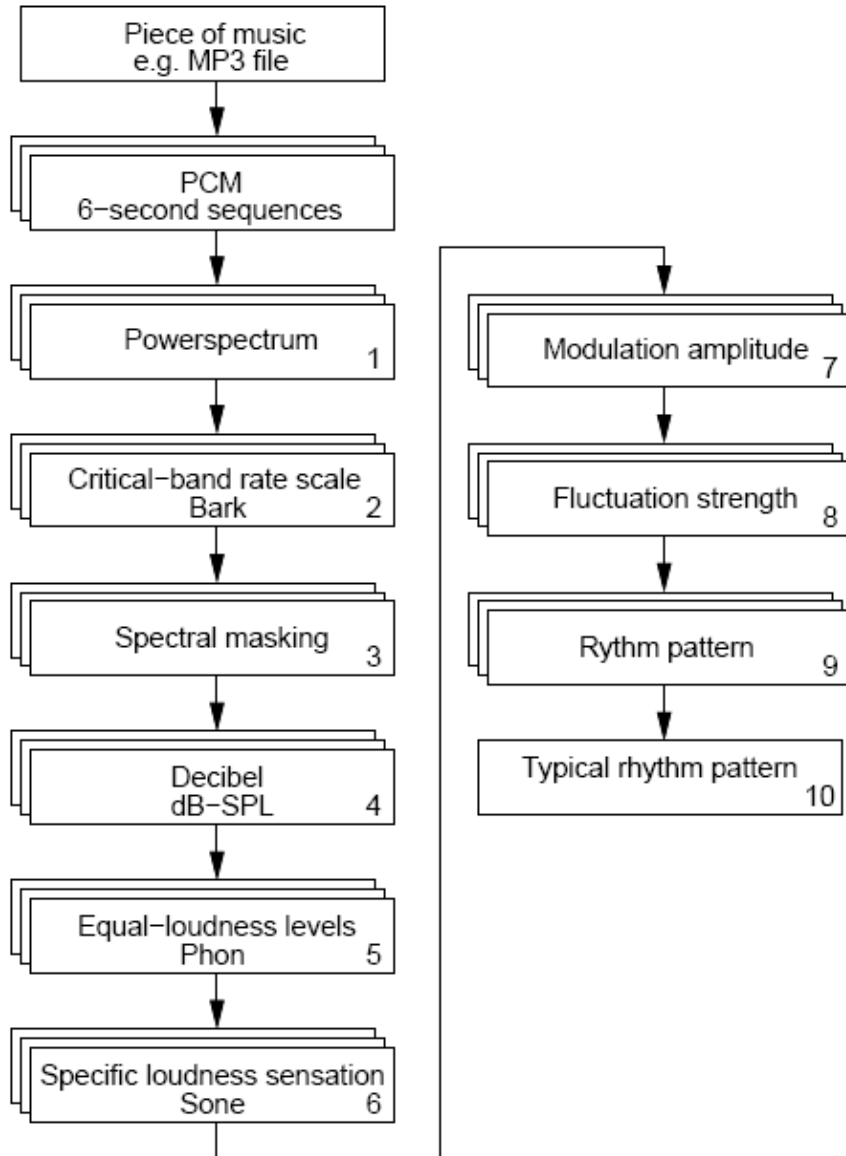 Piece of music
e.g. MP3 file
PCM
6−second sequences
Powerspectrum
1
Critical−band rate scale
Bark
2
Spectral masking
3
Decibel
dB−SPL
4
Equal−loudness levels
Phon
5
Specific loudness sensation
Sone
6
Modulation amplitude
7
Fluctuation strength
8
Rythm pattern
9
Typical rhythm pattern
10